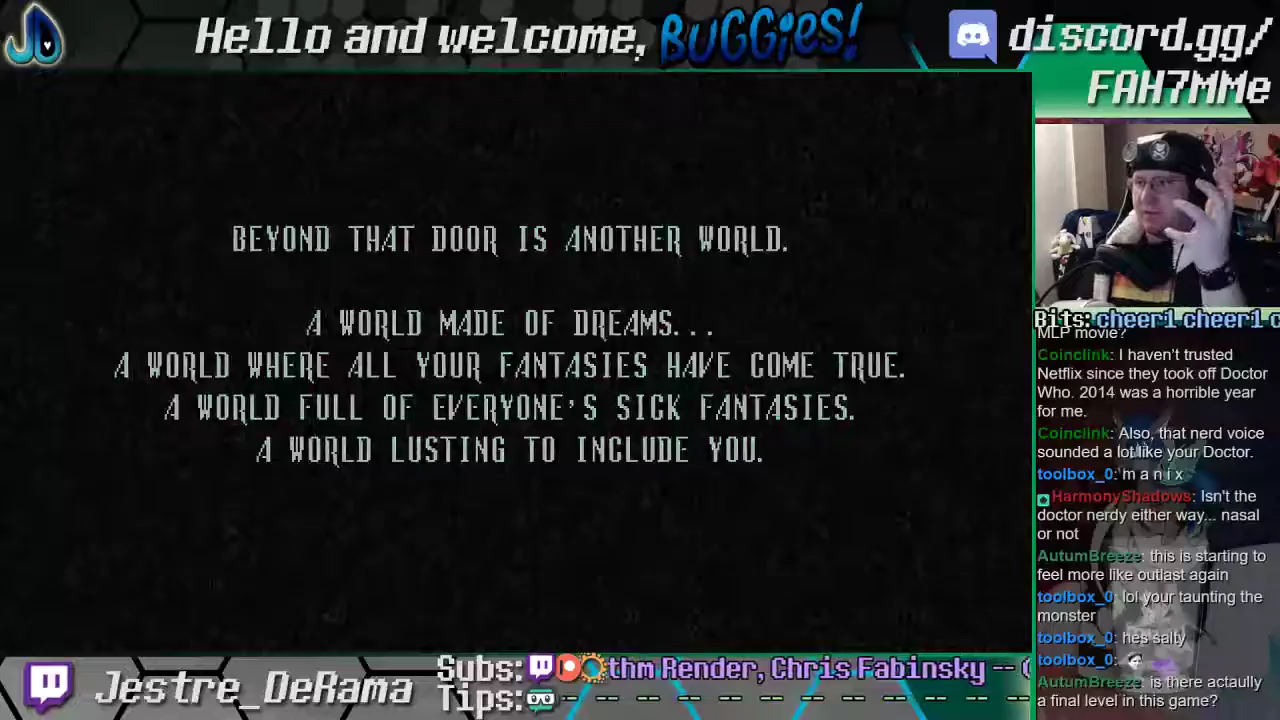 Hello and welcome, BUGGiES!
discord.gg/
FAH7MMe
BEYOND THAT DOOR IS ANOTHER WORLD.
A WORLD MADE OF DREAMS...
A WORLD WHERE ALL YOUR FANTASIES HAVE COME TRUE.
A WORLD FULL OF EVERYONE'S SICK FANTASIES.
A WORLD LUSTING TO INCLUDE YOU.
Bits: cheer1 cheer1 c
MLP movie?
Coinclink: I haven't trusted
Netflix since they took off Doctor
Who. 2014 was a horrible year
for me.
Coinclink: Also, that nerd voice
sounded a lot like your Doctor.
toolbox_0: m a n i x
HarmonyShadows: Isn't the
doctor nerdy either way... nasal
or not
AutumBreeze: this is starting to
feel more like outlast again
toolbox_0: lol your taunting the
monster
toolbox_0: hes salty
toolbox_0:
AutumBreeze: is there actaully
a final level in this game?
Jestre_DeRama
Subs: thm Render, Chris Fabinsky -- (
Tips: -- -- -- -- -- -- -- -- --